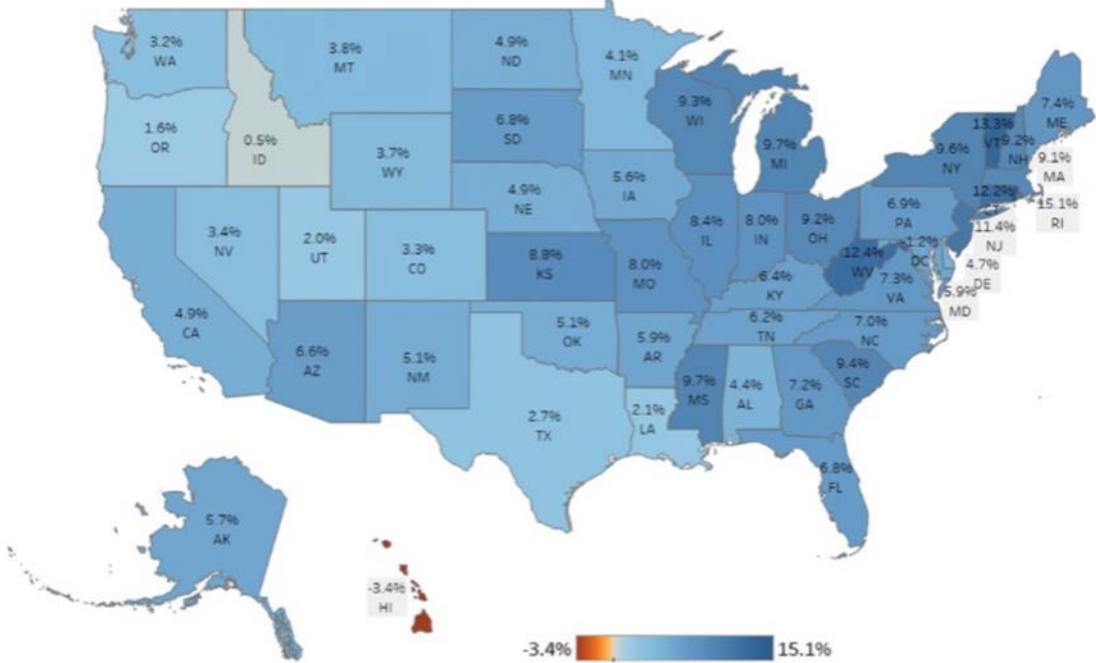 3.2%
WA
3.8%
MT
4.9%
ND
4.1%
MN
9.3%
WI
9.7%
MI
7.4%
ME
13.3%
VT
9.2%
NH
9.6%
NY
9.1%
MA
12.2%
15.1%
RI
1.6%
OR
0.5%
ID
3.7%
WY
6.8%
SD
5.6%
IA
4.9%
NE
6.9%
PA
11.4%
NJ
3.4%
NV
2.0%
UT
3.3%
CO
8.8%
KS
8.0%
MO
8.4%
IL
8.0%
IN
9.2%
OH
12.4%
WV
1.2%
DC
4.7%
DE
5.9%
MD
7.3%
VA
6.4%
KY
4.9%
CA
6.6%
AZ
5.1%
NM
5.1%
OK
5.9%
AR
6.2%
TN
7.0%
NC
9.4%
SC
2.7%
TX
2.1%
LA
9.7%
MS
4.4%
AL
7.2%
GA
6.8%
FL
5.7%
AK
-3.4%
HI
-3.4%
15.1%